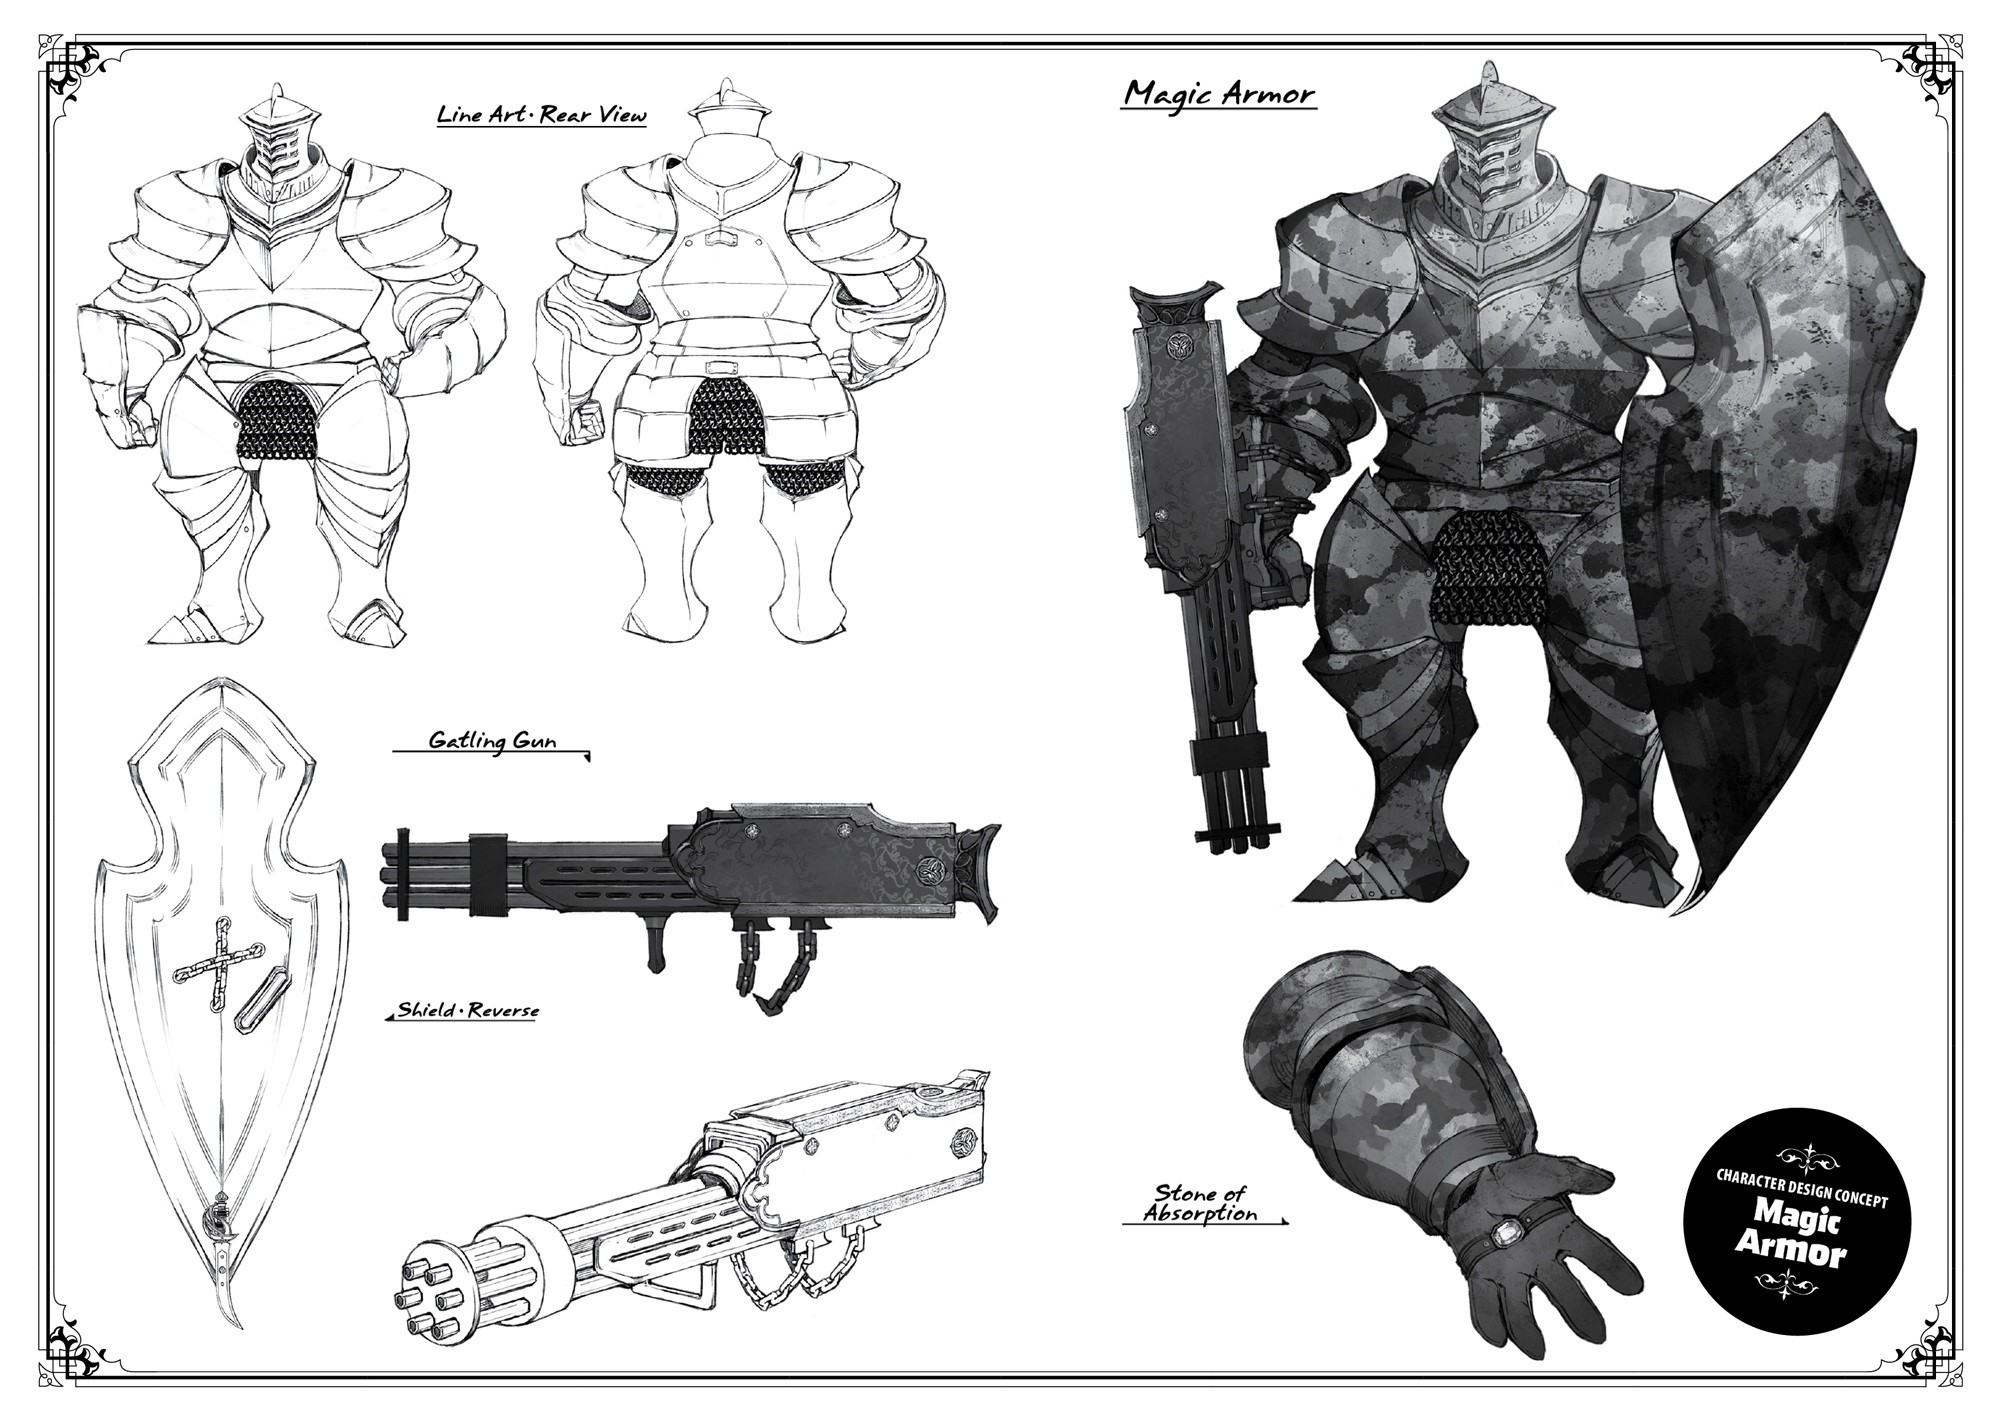 Line Art · Rear View
Magic Armor
Gatling Gun
Shield · Reverse
Stone of
Absorption
CHARACTER DESIGN CONCEPT
Magic
Armor